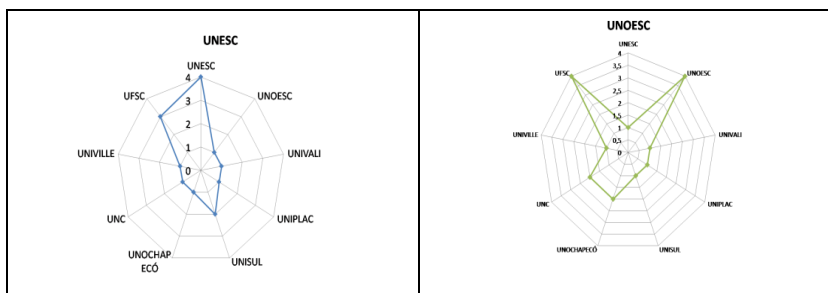 UNESC
UNESC
4
3
2
1
0
UNOESC
UNIVALI
UNIPLAC
UNISUL
UNOCHAP
ECÓ
UNC
UNIVILLE
UFSC
UNOESC
UNESC
4
3,5
3
2,5
2
1,5
1
0,5
0
UNOESC
UNIVALI
UNIPLAC
UNISUL
UNOCHAPECÓ
UNC
UNIVILLE
UFSC